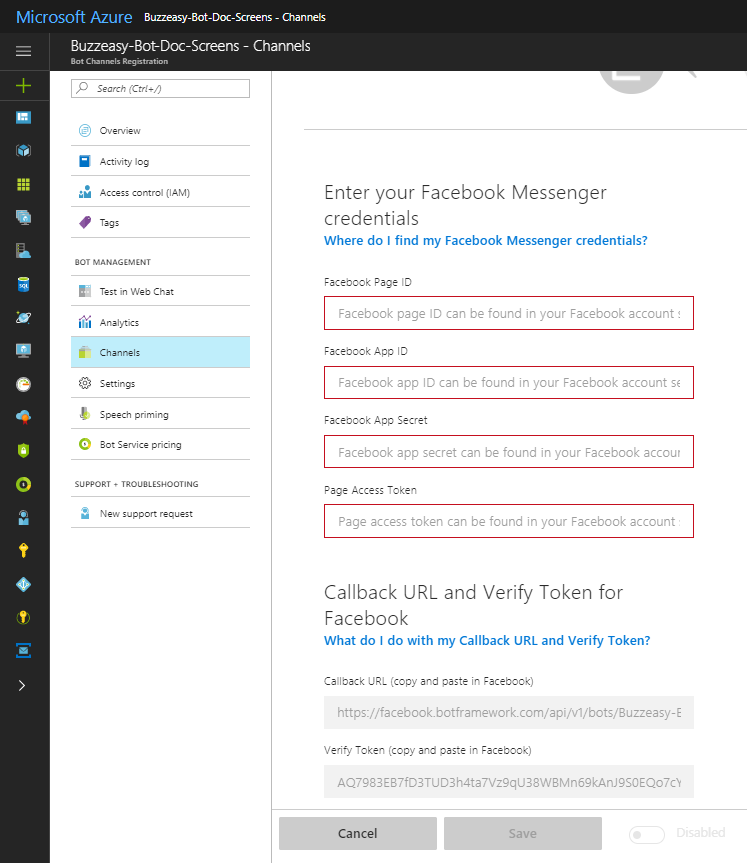 Microsoft Azure Buzzeasy-Bot-Doc-Screens - Channels
Buzzeasy-Bot-Doc-Screens - Channels
Bot Channels Registration
Search (Ctrl+/)
Overview
Activity log
Access control (IAM)
Tags
BOT MANAGEMENT
Test in Web Chat
Analytics
Channels
Settings
Speech priming
Bot Service pricing
SUPPORT + TROUBLESHOOTING
New support request
Enter your Facebook Messenger
credentials
Where do I find my Facebook Messenger credentials?
Facebook Page ID
Facebook page ID can be found in your Facebook account s
Facebook App ID
Facebook app ID can be found in your Facebook account se
Facebook App Secret
Facebook app secret can be found in your Facebook accoun
Page Access Token
Page access token can be found in your Facebook account
Callback URL and Verify Token for
Facebook
What do I do with my Callback URL and Verify Token?
Callback URL (copy and paste in Facebook)
https://facebook.botframework.com/api/v1/bots/Buzzeasy-B
Verify Token (copy and paste in Facebook)
AQ7983EB7fD3TUD3h4ta7Vz9qU38WBMn69kAnJ9S0EQo7cY
Cancel
Save
Disabled
SQL